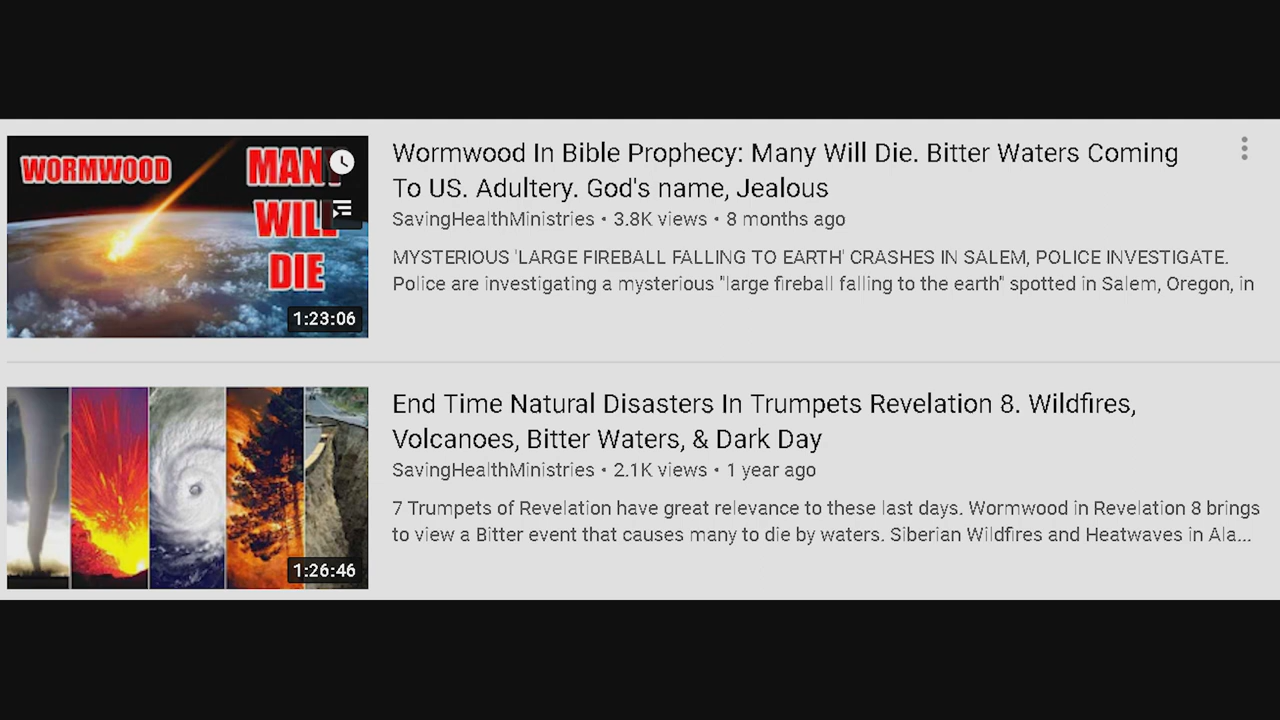 WORMWOOD
MANY
WILL
DIE
1:23:06
Wormwood In Bible Prophecy: Many Will Die. Bitter Waters Coming
To US. Adultery. God's name, Jealous
SavingHealthMinistries • 3.8K views • 8 months ago
MYSTERIOUS 'LARGE FIREBALL FALLING TO EARTH' CRASHES IN SALEM, POLICE INVESTIGATE.
Police are investigating a mysterious "large fireball falling to the earth" spotted in Salem, Oregon, in
1:26:46
End Time Natural Disasters In Trumpets Revelation 8. Wildfires,
Volcanoes, Bitter Waters, & Dark Day
SavingHealthMinistries • 2.1K views • 1 year ago
7 Trumpets of Revelation have great relevance to these last days. Wormwood in Revelation 8 brings
to view a Bitter event that causes many to die by waters. Siberian Wildfires and Heatwaves in Ala...